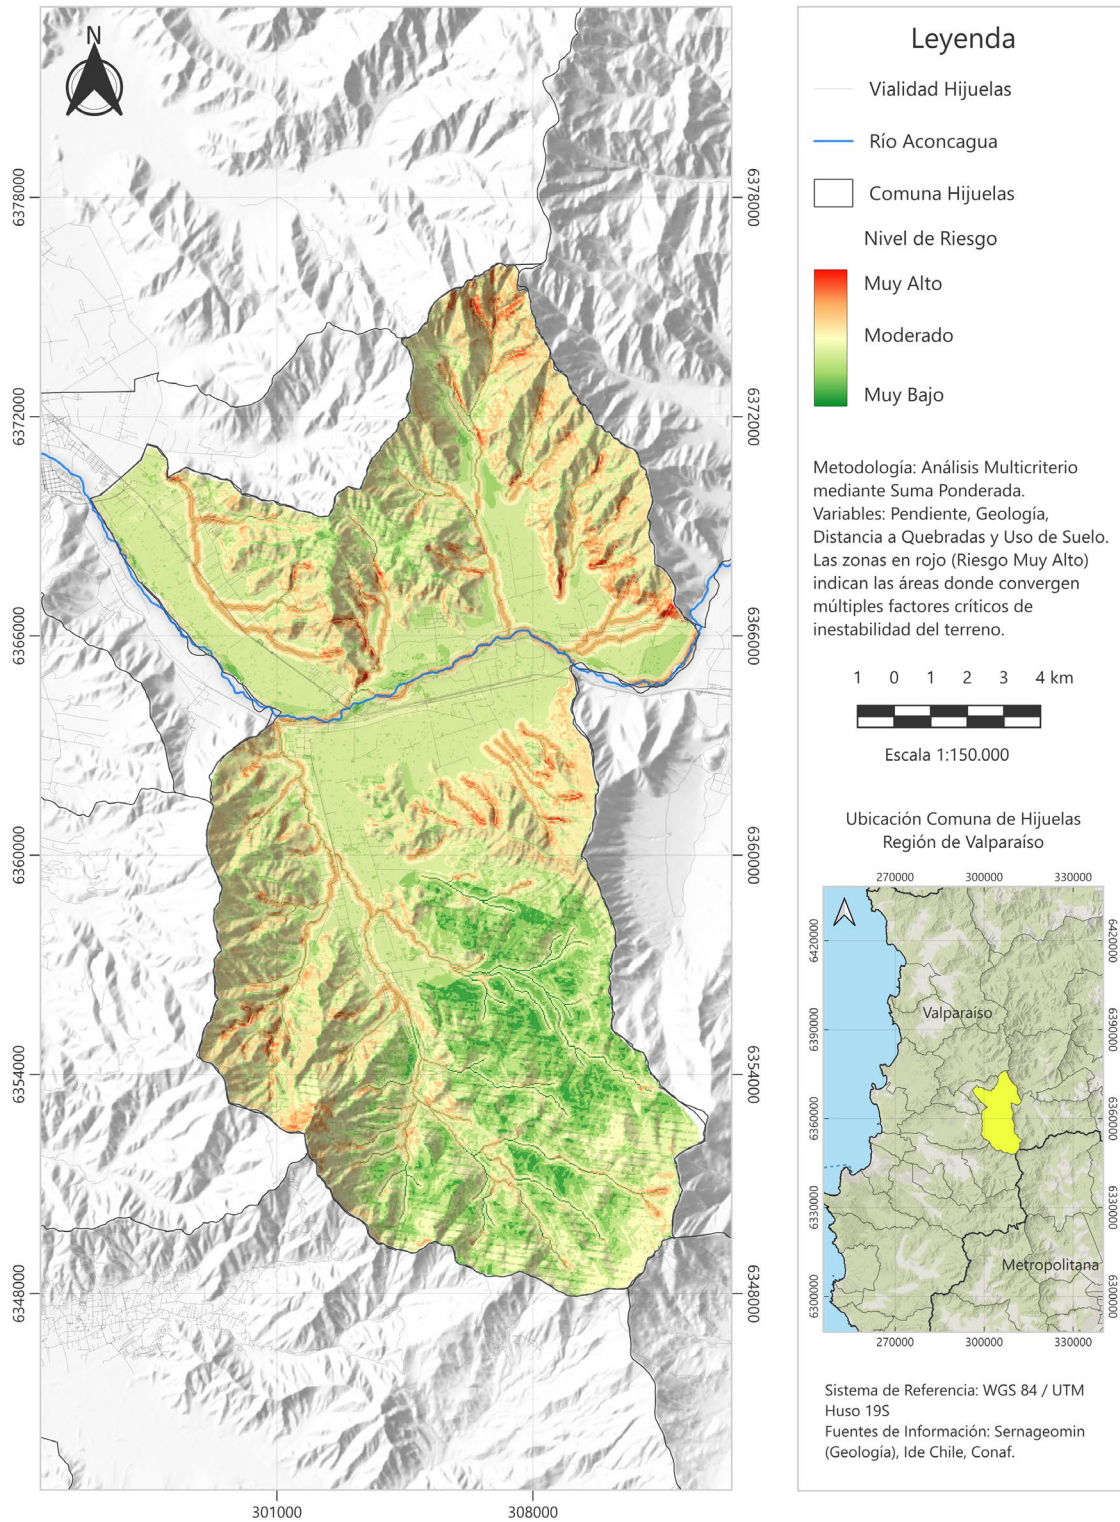 N
6378000
6372000
6366000
6360000
6354000
6348000
6378000
6372000
6366000
6360000
6354000
6348000
301000
308000
Leyenda
Vialidad Hijuelas
Río Aconcagua
Comuna Hijuelas
Nivel de Riesgo
Muy Alto
Moderado
Muy Bajo
Metodología: Análisis Multicriterio
mediante Suma Ponderada.
Variables: Pendiente, Geología,
Distancia a Quebradas y Uso de Suelo.
Las zonas en rojo (Riesgo Muy Alto)
indican las áreas donde convergen
múltiples factores críticos de
inestabilidad del terreno.
1 0 1 2 3 4 km
Escala 1:150.000
Ubicación Comuna de Hijuelas
Región de Valparaíso
270000 300000 330000
6420000
6390000
6360000
6330000
6300000
Valparaíso
Metropolitana
6420000
6390000
6360000
6330000
6300000
270000 300000 330000
Sistema de Referencia: WGS 84 / UTM
Huso 19S
Fuentes de Información: Sernageomin
(Geología), Ide Chile, Conaf.